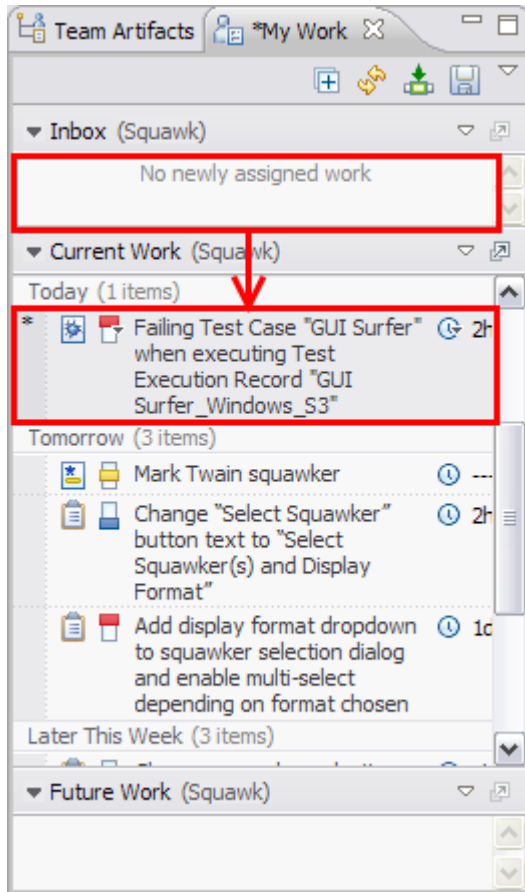 Team Artifacts *My Work
Inbox (Squawk)
No newly assigned work
Current Work (Squawk)
Today (1 items)
* Failing Test Case "GUI Surfer" 2h
when executing Test
Execution Record "GUI
Surfer_Windows_S3"
Tomorrow (3 items)
Mark Twain squawker ---
Change “Select Squawker” 2h
button text to “Select
Squawker(s) and Display
Format”
Add display format dropdown 1d
to squawker selection dialog
and enable multi-select
depending on format chosen
Later This Week (3 items)
Future Work (Squawk)